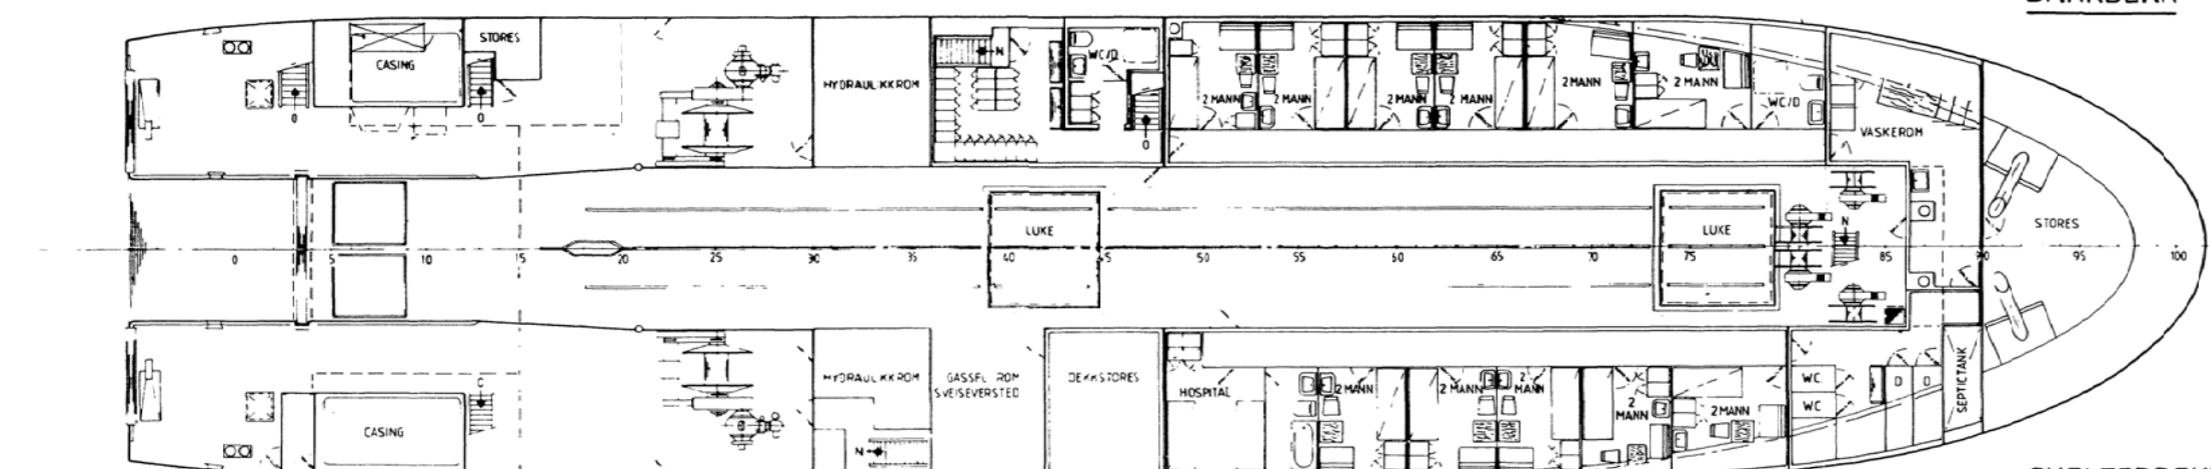 STORES
CASING
N
WC/D
HYDRAULIKKROM
2 MANN
2 MANN
2 MANN
2 MANN
2 MANN
2 MANN
WC/D
VASKEROM
O
O
O
N
LUKE
LUKE
STORES
0 5 10 15 20 25 30 35 40 45 50 55 60 65 70 75 85 90 95 100
HYDRAULIKKROM
DEKKSTORES
HOSPITAL
2 MANN
2 MANN
2
MANN
2
MANN
2 MANN
WC
WC
SEPTICTANK
CASING
N